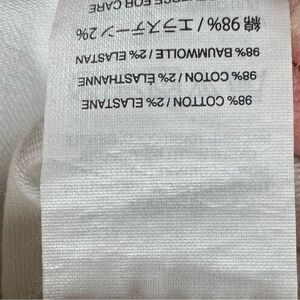 98% COTTON / 2% ELASTANE
98% COTON / 2% ÉLASTHANNE
98% BAUMWOLLE / 2% ELASTAN
綿 98% / エラステーン 2%
FOR CARE